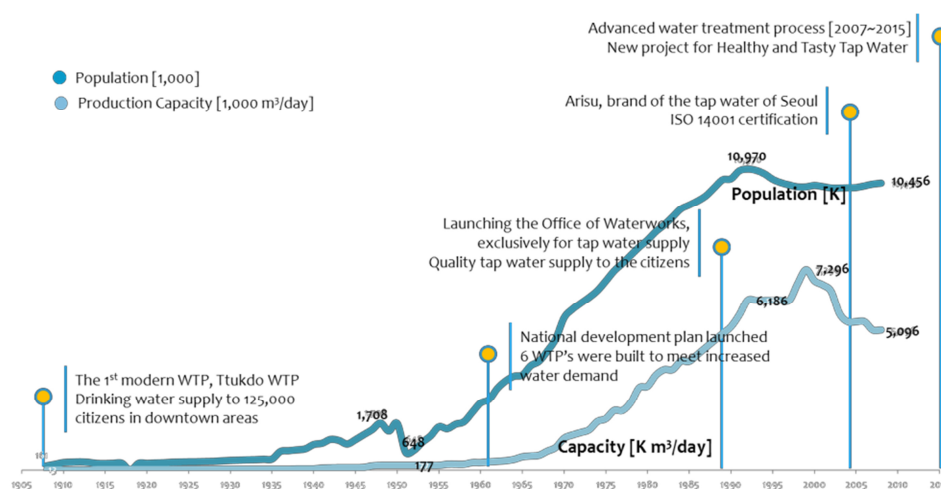 Advanced water treatment process [2007~2015]
New project for Healthy and Tasty Tap Water
Population [1,000]
Production Capacity [1,000 m³/day]
Arisu, brand of the tap water of Seoul
ISO 14001 certification
10,970
10,456
Population [K]
Launching the Office of Waterworks,
exclusively for tap water supply
Quality tap water supply to the citizens
7,296
6,186
5,096
National development plan launched
6 WTP's were built to meet increased
water demand
The 1st modern WTP, Ttukdo WTP
Drinking water supply to 125,000
citizens in downtown areas
1,708
648
177
Capacity [K m³/day]
1905 1910 1915 1920 1925 1930 1935 1940 1945 1950 1955 1960 1965 1970 1975 1980 1985 1990 1995 2000 2005 2010